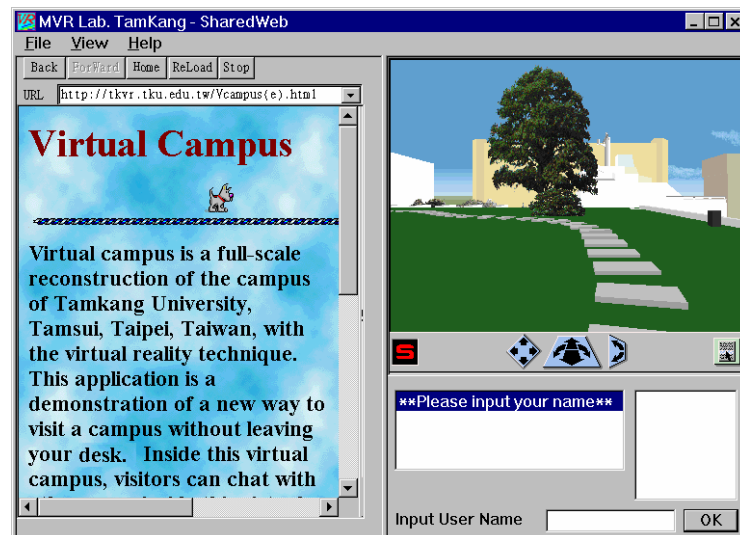 MVR Lab. TamKang - SharedWeb
File View Help
Back ForWard Home ReLoad Stop
URL http://tkvr.tku.edu.tw/Vcampus(e).html
Virtual Campus
Virtual campus is a full-scale
reconstruction of the campus
of Tamkang University,
Tamsui, Taipei, Taiwan, with
the virtual reality technique.
This application is a
demonstration of a new way to
visit a campus without leaving
your desk. Inside this virtual
campus, visitors can chat with
S
**Please input your name**
Input User Name OK